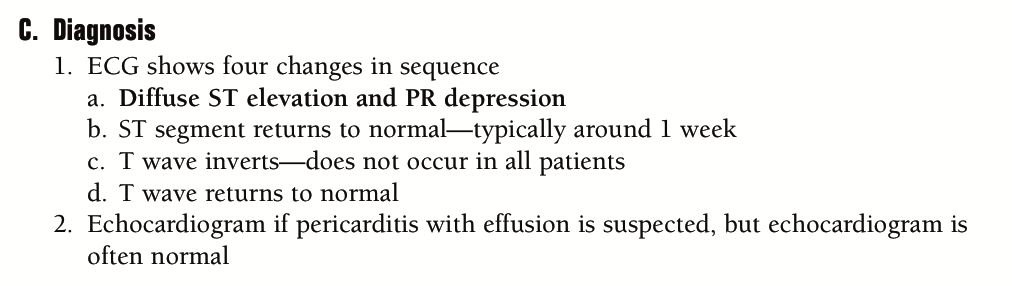 C. Diagnosis
1. ECG shows four changes in sequence
a. Diffuse ST elevation and PR depression
b. ST segment returns to normal—typically around 1 week
c. T wave inverts—does not occur in all patients
d. T wave returns to normal
2. Echocardiogram if pericarditis with effusion is suspected, but echocardiogram is
often normal